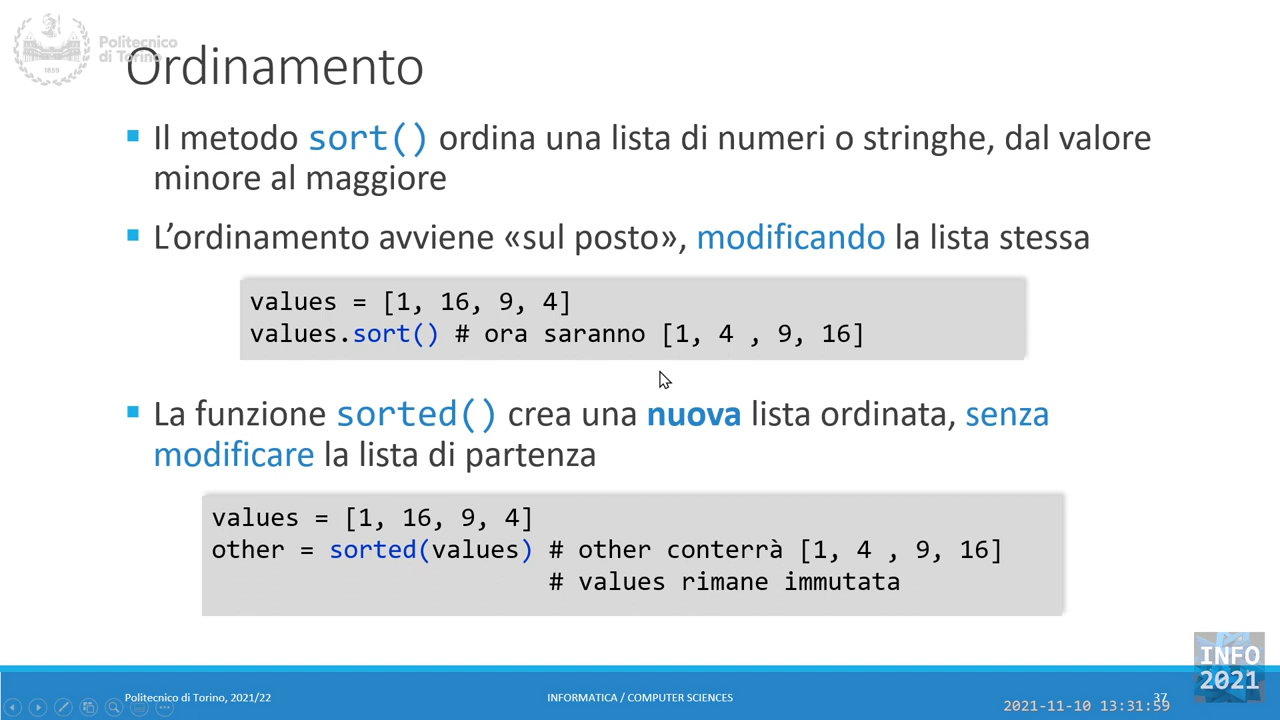 Politecnico
di Torino
1859
Ordinamento
Il metodo sort() ordina una lista di numeri o stringhe, dal valore
minore al maggiore
L’ordinamento avviene «sul posto», modificando la lista stessa
values = [1, 16, 9, 4]
values.sort() # ora saranno [1, 4 , 9, 16]
La funzione sorted() crea una nuova lista ordinata, senza
modificare la lista di partenza
values = [1, 16, 9, 4]
other = sorted(values) # other conterrà [1, 4 , 9, 16]
# values rimane immutata
Politecnico di Torino, 2021/22
INFORMATICA / COMPUTER SCIENCES
37
INFO
2021
2021-11-10 13:31:59